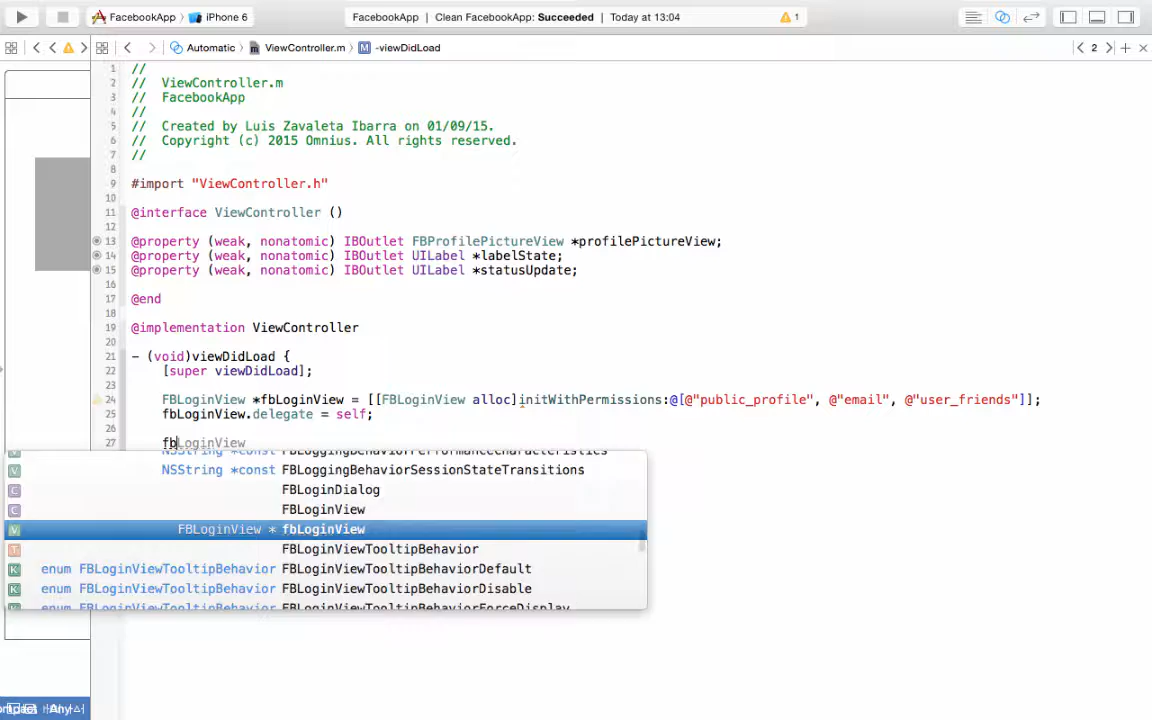 FacebookApp 〉 iPhone 6
FacebookApp | Clean FacebookApp: Succeeded | Today at 13:04
1
Automatic 〉 ViewController.m 〉 M -viewDidLoad
2
1 //
2 //  ViewController.m
3 //  FacebookApp
4 //
5 //  Created by Luis Zavaleta Ibarra on 01/09/15.
6 //  Copyright (c) 2015 Omnius. All rights reserved.
7 //
8
9 #import "ViewController.h"
10
11 @interface ViewController ()
12
13 @property (weak, nonatomic) IBOutlet FBProfilePictureView *profilePictureView;
14 @property (weak, nonatomic) IBOutlet UILabel *labelState;
15 @property (weak, nonatomic) IBOutlet UILabel *statusUpdate;
16
17 @end
18
19 @implementation ViewController
20
21 - (void)viewDidLoad {
22 [super viewDidLoad];
23
24 FBLoginView *fbLoginView = [[FBLoginView alloc]initWithPermissions:@[@"public_profile", @"email", @"user_friends"]];
25 fbLoginView.delegate = self;
26
27 fbLoginView
V NSString *const FBLoggingBehaviorPerformanceCharacteristics
V NSString *const FBLoggingBehaviorSessionStateTransitions
C FBLoginDialog
C FBLoginView
V FBLoginView * fbLoginView
T FBLoginViewTooltipBehavior
K enum FBLoginViewTooltipBehavior FBLoginViewTooltipBehaviorDefault
K enum FBLoginViewTooltipBehavior FBLoginViewTooltipBehaviorDisable
K enum FBLoginViewTooltipBehavior FBLoginViewTooltipBehaviorForceDisplay